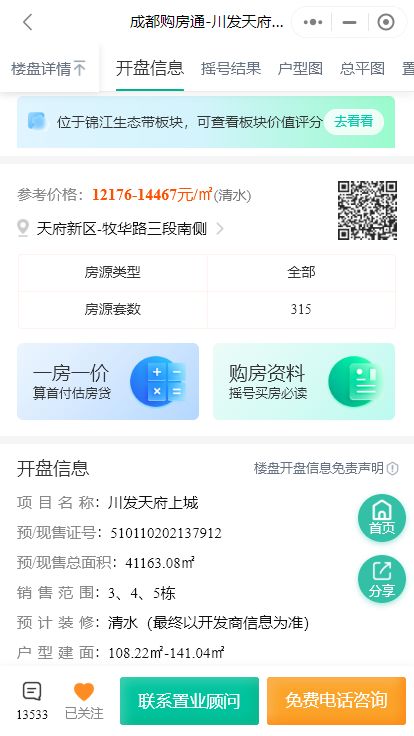 成都购房通-川发天府...
楼盘详情 开盘信息 摇号结果 户型图 总平图
位于锦江生态带板块，可查看板块价值评分 去看看
参考价格：12176-14467元/㎡(清水)
天府新区-牧华路三段南侧
房源类型 全部
房源套数 315
一房一价 购房资料
算首付估房贷 摇号买房必读
开盘信息 楼盘开盘信息免责声明
项目名称：川发天府上城
预/现售证号：510110202137912
首页
预/现售总面积：41163.08㎡
分享
销售范围：3、4、5栋
预计装修：清水（最终以开发商信息为准）
户型建面：108.22㎡-141.04㎡
13533 已关注 联系置业顾问 免费电话咨询